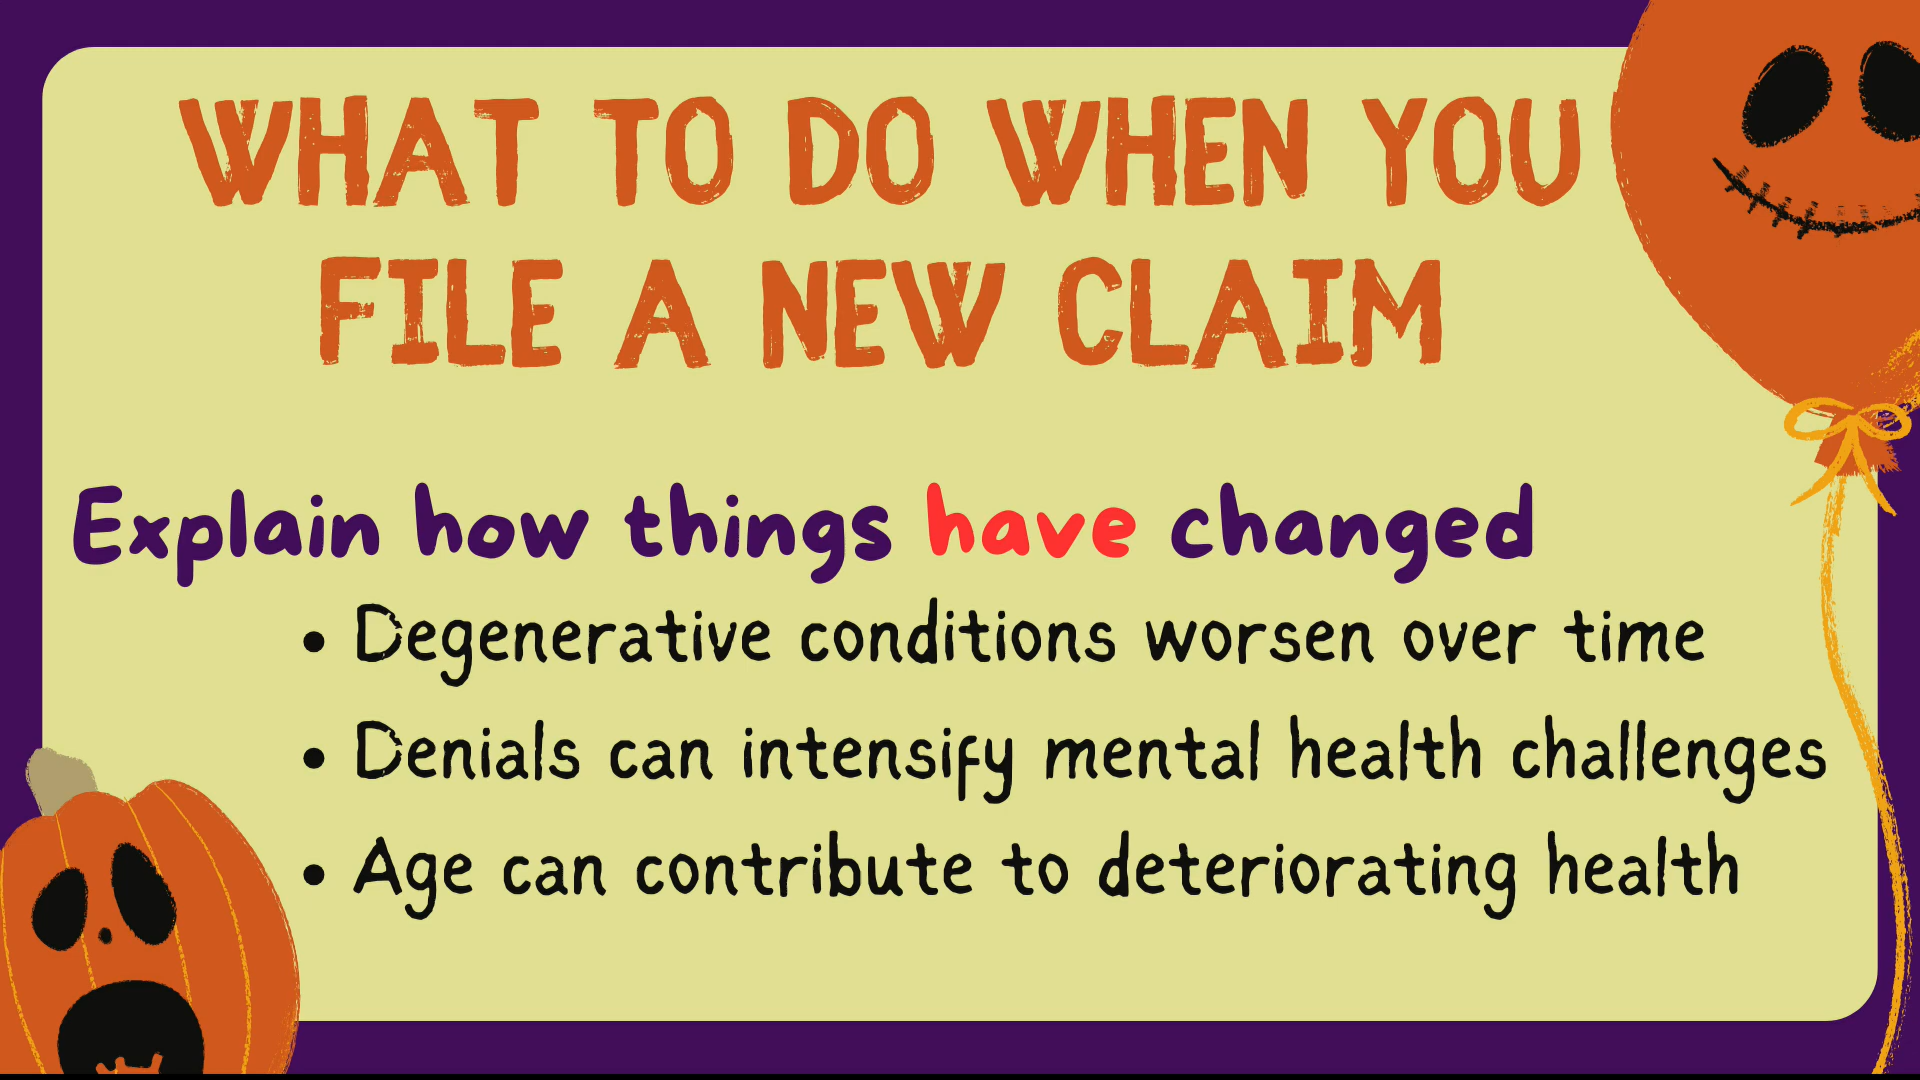 WHAT TO DO WHEN YOU
FILE A NEW CLAIM
Explain how things have changed
• Degenerative conditions worsen over time
• Denials can intensify mental health challenges
• Age can contribute to deteriorating health